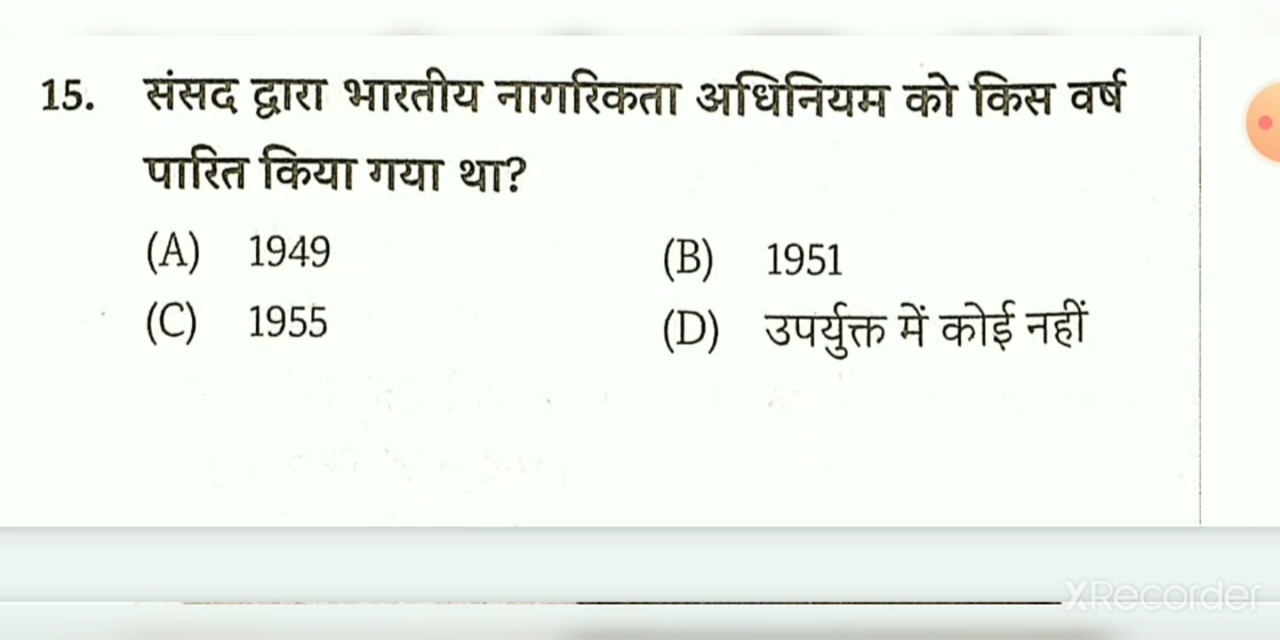 15. संसद द्वारा भारतीय नागरिकता अधिनियम को किस वर्ष
पारित किया गया था?
(A) 1949 (B) 1951
(C) 1955 (D) उपर्युक्त में कोई नहीं
XRecorder